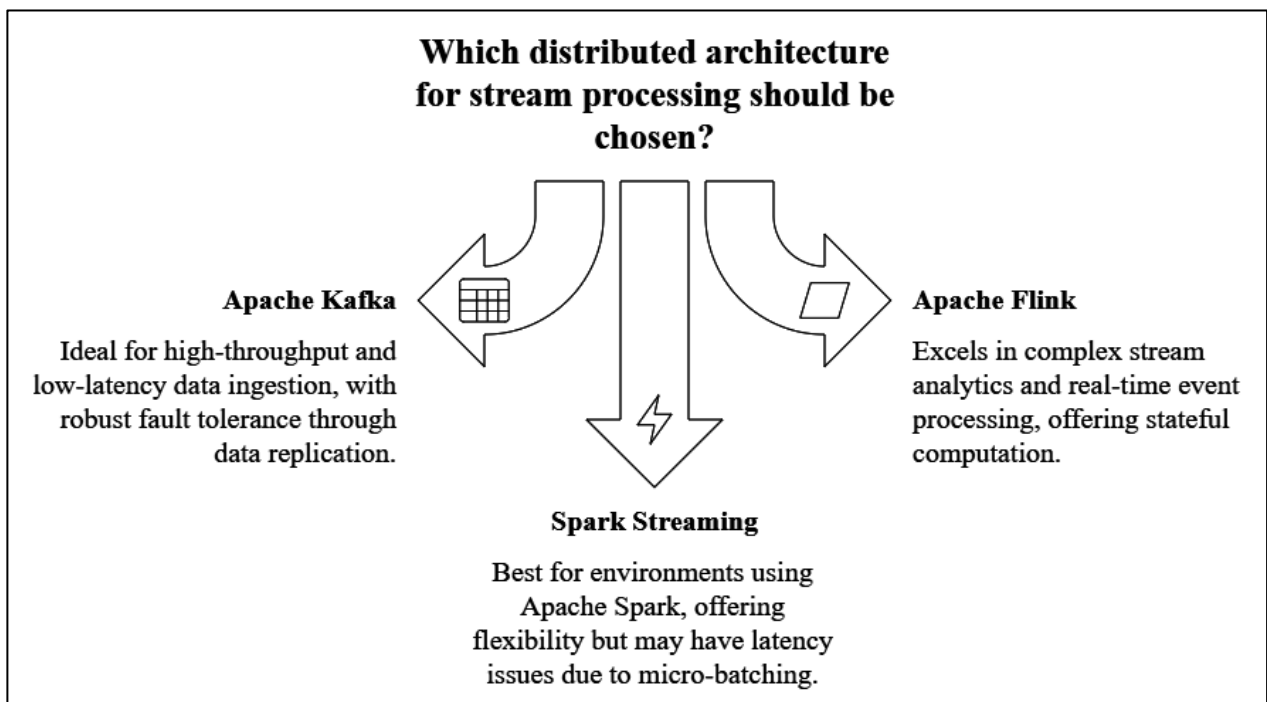 Which distributed architecture
for stream processing should be
chosen?
Apache Kafka
Ideal for high-throughput and
low-latency data ingestion, with
robust fault tolerance through
data replication.
Apache Flink
Excels in complex stream
analytics and real-time event
processing, offering stateful
computation.
Spark Streaming
Best for environments using
Apache Spark, offering
flexibility but may have latency
issues due to micro-batching.